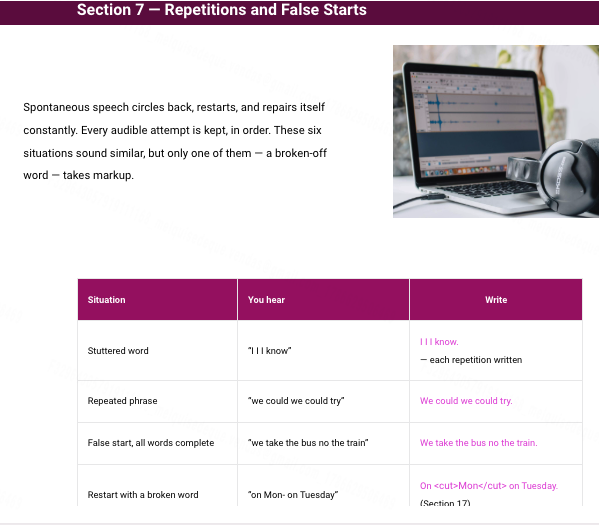 Section 7 — Repetitions and False Starts
Spontaneous speech circles back, restarts, and repairs itself
constantly. Every audible attempt is kept, in order. These six
situations sound similar, but only one of them — a broken-off
word — takes markup.
Situation You hear Write
Stuttered word "I I I know" I I I know.
— each repetition written
Repeated phrase "we could we could try" We could we could try.
False start, all words complete "we take the bus no the train" We take the bus no the train.
Restart with a broken word "on Mon- on Tuesday" On <cut>Mon</cut> on Tuesday.
(Section 17)